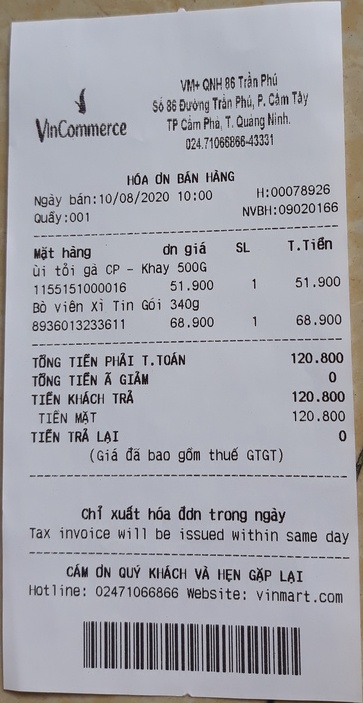 VM+ QNH 86 Trần Phú
Số 86 Đường Trần Phú, P. Cẩm Tây
VinCommerce
TP Cẩm Phả, T. Quảng Ninh.
024.71066866-43331
HÓA ƠN BÁN HÀNG
Ngày bán:10/08/2020 10:00 H:00078926
Quầy:001 NVBH:09020166
Mặt hàng ơn giá SL T.Tiền
ùi tỏi gà CP - Khay 500G
1155151000016 51.900 1 51.900
Bò viên Xì Tin Gói 340g
8936013233611 68.900 1 68.900
TỔNG TIỀN PHẢI T.TOÁN 120.800
TỔNG TIỀN Ã GIẢM 0
TIỀN KHÁCH TRẢ 120.800
TIỀN MẶT 120.800
TIỀN TRẢ LẠI 0
(Giá đã bao gồm thuế GTGT)
Chỉ xuất hóa đơn trong ngày
Tax invoice will be issued within same day
CÁM ƠN QUÝ KHÁCH VÀ HẸN GẶP LẠI
Hotline: 02471066866 Website: vinmart.com